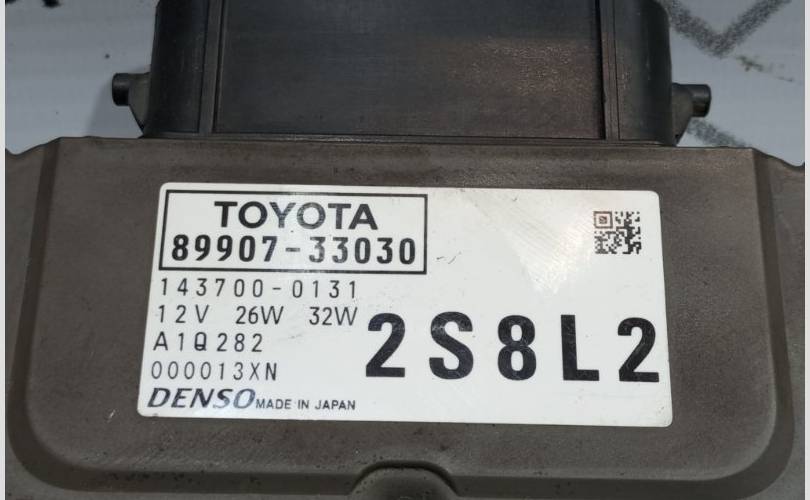 TOYOTA
89907-33030
143700-0131
12V 26W 32W
A1Q282
000013XN
2S8L2
DENSO MADE IN JAPAN